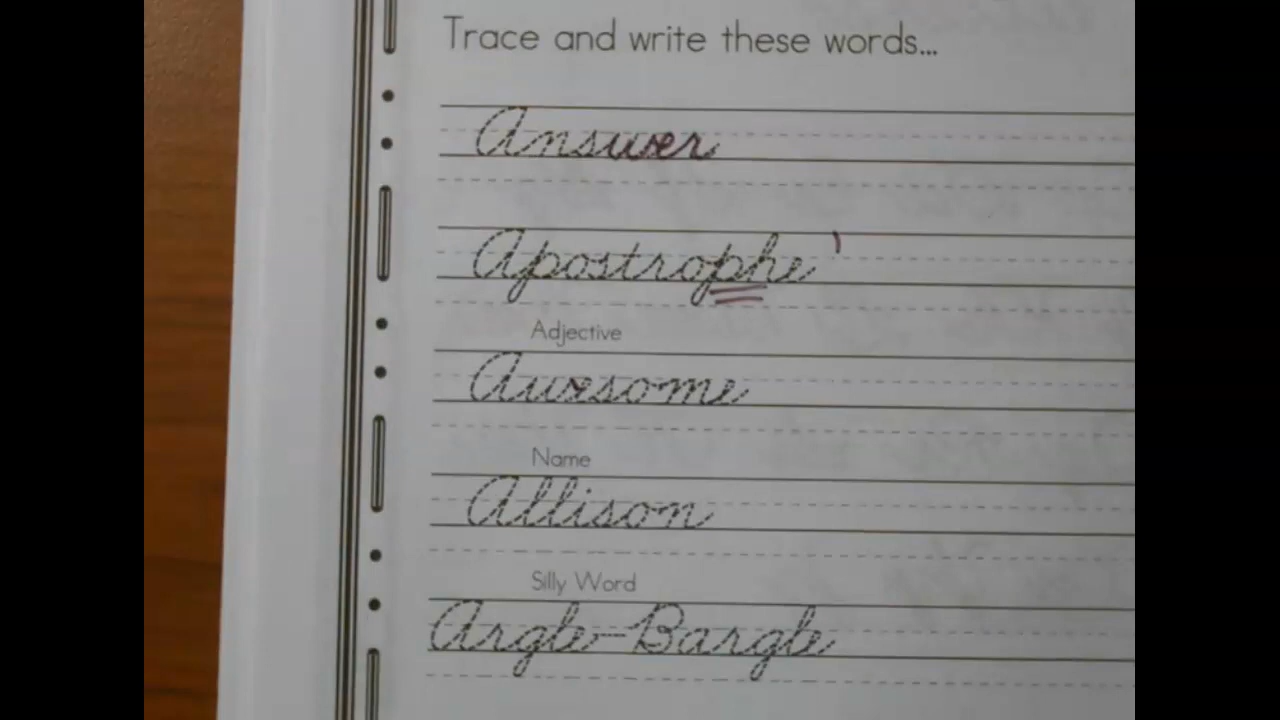 Trace and write these words...
Answer
Apostrophe '
Adjective
Awesome
Name
Allison
Silly Word
Argle-Bargle